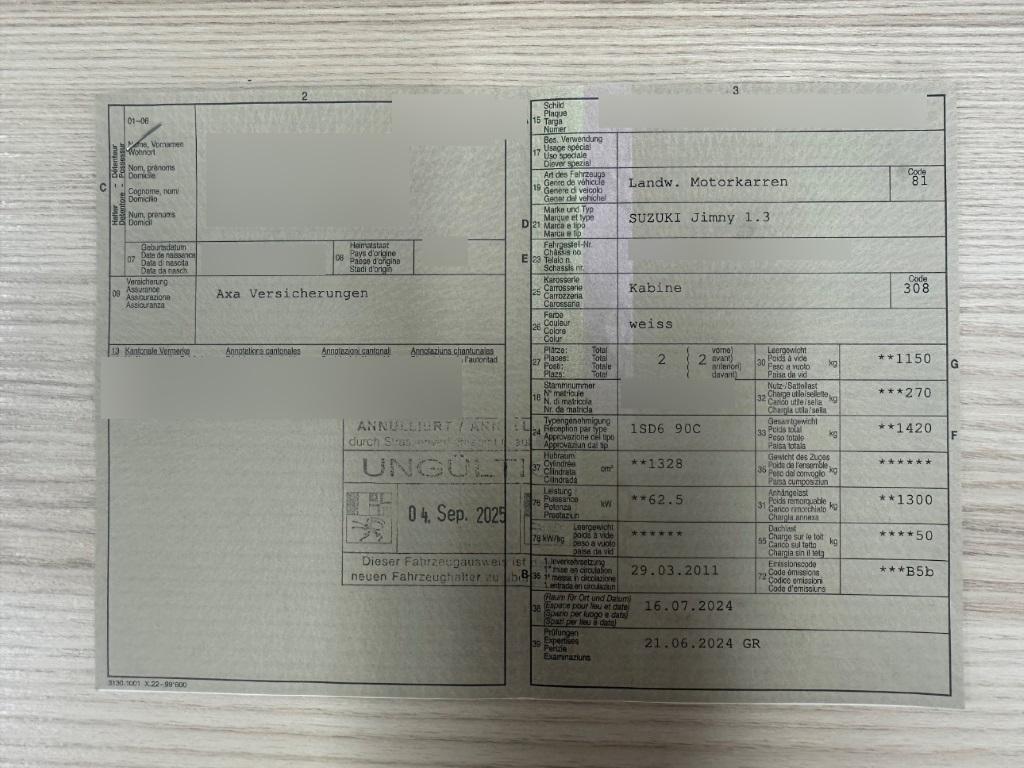 2
01–06
C
Halter - Détenteur
Detentore - Possessur
Name, Vornamen
Wohnort
Nom, prénoms
Domicile
Cognome, nomi
Domicilio
Num, prenums
Domicil
07
Geburtsdatum
Date de naissance
Data di nascita
Data da nasch.
08
Heimatstaat
Pays d'origine
Paese d'origine
Stadi d'origin
09
Versicherung
Assurance
Assicurazione
Assicuranza
Axa Versicherungen
13 Kantonale Vermerke Annotations cantonales Annotazioni cantonali Annotaziuns chantunales
l'autoritad
ANNULLIERT /
durch Strassenverkehrsamt
UNGÜLTI
04. Sep. 2025
Dieser Fahrzeugausweis ist
neuen Fahrzeughalter zu
3130.1001 X.22 - 99'600
3
15
Schild
Plaque
Targa
Numer
17
Bes. Verwendung
Usage spécial
Uso speciale
Diever spezial
19
Art des Fahrzeugs
Genre de véhicule
Genere di veicolo
Gener dal vehichel
Landw. Motorkarren
Code
81
D 21
Marke und Typ
Marque et type
Marca e tipo
Marca e tip
SUZUKI Jimny 1.3
E 23
Fahrgestell-Nr.
Châssis no
Telaio n.
Schassis nr.
25
Karosserie
Carrosserie
Carrozzeria
Carossaria
Kabine
Code
308
26
Farbe
Couleur
Colore
Colur
weiss
27
Plätze: Total
Places: Total
Posti: Totale
Plazs: Total
2 ( 2 vorne)
( avant)
( anteriori)
( davant)
30
Leergewicht
Poids à vide
Peso a vuoto
Paisa da vid
kg
**1150
G
18
Stammnummer
N° matricule
N. di matricola
Nr. da matricla
32
Nutz-/Sattellast
Charge utile/sellette
Carico utile/sella
Chargia utila/sella
kg
***270
24
Typengenehmigung
Réception par type
Approvazione del tipo
Approvaziun dal tip
1SD6 90C
33
Gesamtgewicht
Poids total
Peso totale
Paisa totala
kg
**1420
F
37
Hubraum
Cylindrée
Cilindrata
Cilindrada
cm³
**1328
35
Gewicht des Zuges
Poids de l'ensemble
Peso del convoglio
Paisa cumposiziun
kg
******
76
Leistung
Puissance
Potenza
Prestaziun
kW
**62.5
31
Anhängelast
Poids remorquable
Carico rimorchiato
Chargia annexa
kg
**1300
78 kW/kg
Leergewicht
poids à vide
peso a vuoto
paisa da vid
******
55
Dachlast
Charge sur le toit
Carico sul tetto
Chargia sin il tetg
kg
****50
B 36
1. Inverkehrsetzung
1re mise en circulation
1a messa in circolazione
1. entrada en circulaziun
29.03.2011
72
Emissionscode
Code émissions
Codice emissioni
Code d'emissiuns
***B5b
38
(Raum für Ort und Datum)
(Espace pour lieu et date)
(Spazio per luogo e data)
(Spazi per lieu e data)
16.07.2024
39
Prüfungen
Expertises
Perizie
Examinaziuns
21.06.2024 GR